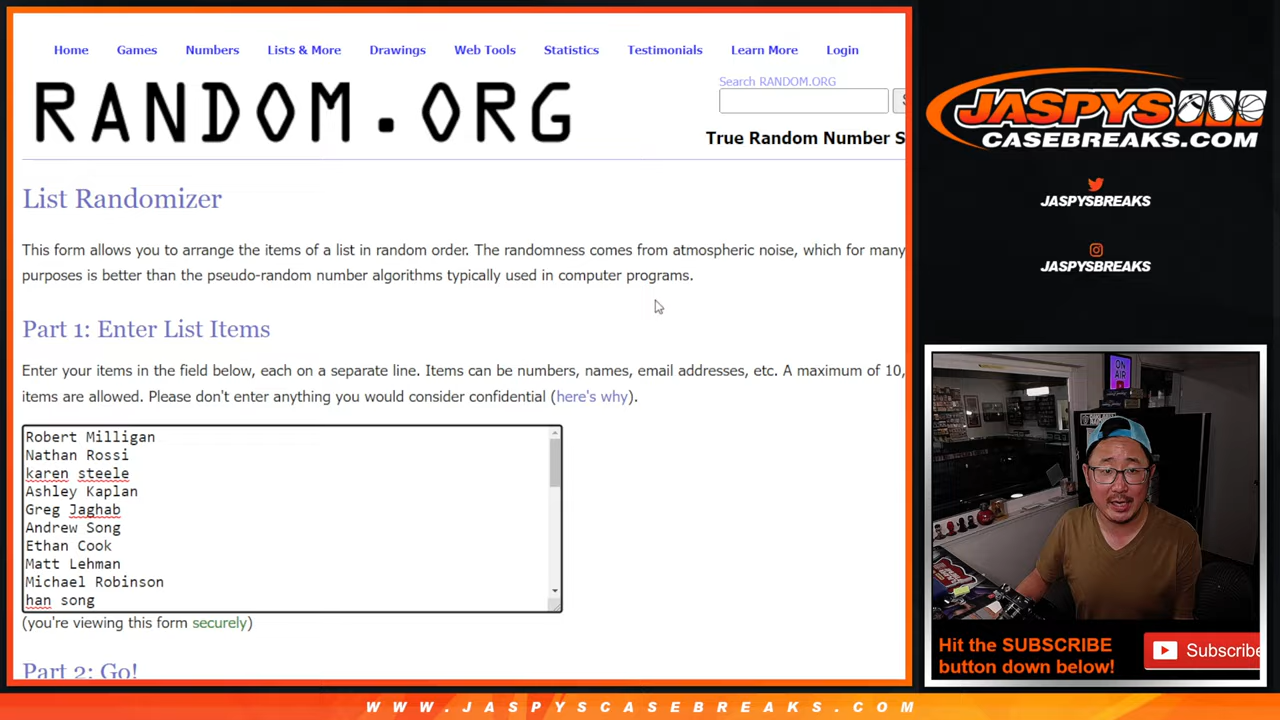 Home Games Numbers Lists & More Drawings Web Tools Statistics Testimonials Learn More Login
RANDOM.ORG
Search RANDOM.ORG
True Random Number S
List Randomizer
This form allows you to arrange the items of a list in random order. The randomness comes from atmospheric noise, which for many
purposes is better than the pseudo-random number algorithms typically used in computer programs.
Part 1: Enter List Items
Enter your items in the field below, each on a separate line. Items can be numbers, names, email addresses, etc. A maximum of 10,
items are allowed. Please don't enter anything you would consider confidential (here's why).
Robert Milligan
Nathan Rossi
karen steele
Ashley Kaplan
Greg Jaghab
Andrew Song
Ethan Cook
Matt Lehman
Michael Robinson
han song
(you're viewing this form securely)
Part 2: Go!
JASPYS
CASEBREAKS.COM
JASPYSBREAKS
JASPYSBREAKS
ON
AIR
Hit the SUBSCRIBE
button down below!
Subscribe
WWW.JASPYSCASEBREAKS.COM